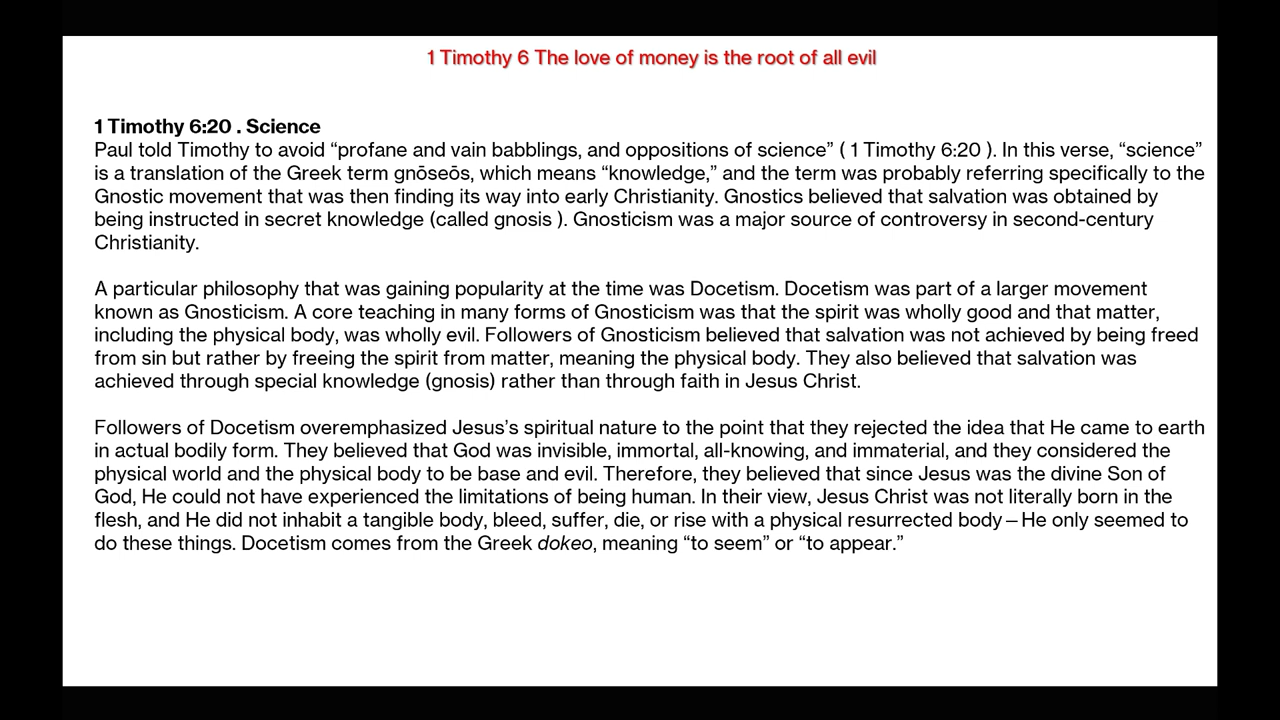 1 Timothy 6 The love of money is the root of all evil
1 Timothy 6:20 . Science
Paul told Timothy to avoid “profane and vain babblings, and oppositions of science” ( 1 Timothy 6:20 ). In this verse, “science”
is a translation of the Greek term gnōseōs, which means “knowledge,” and the term was probably referring specifically to the
Gnostic movement that was then finding its way into early Christianity. Gnostics believed that salvation was obtained by
being instructed in secret knowledge (called gnosis ). Gnosticism was a major source of controversy in second-century
Christianity.
A particular philosophy that was gaining popularity at the time was Docetism. Docetism was part of a larger movement
known as Gnosticism. A core teaching in many forms of Gnosticism was that the spirit was wholly good and that matter,
including the physical body, was wholly evil. Followers of Gnosticism believed that salvation was not achieved by being freed
from sin but rather by freeing the spirit from matter, meaning the physical body. They also believed that salvation was
achieved through special knowledge (gnosis) rather than through faith in Jesus Christ.
Followers of Docetism overemphasized Jesus’s spiritual nature to the point that they rejected the idea that He came to earth
in actual bodily form. They believed that God was invisible, immortal, all-knowing, and immaterial, and they considered the
physical world and the physical body to be base and evil. Therefore, they believed that since Jesus was the divine Son of
God, He could not have experienced the limitations of being human. In their view, Jesus Christ was not literally born in the
flesh, and He did not inhabit a tangible body, bleed, suffer, die, or rise with a physical resurrected body—He only seemed to
do these things. Docetism comes from the Greek dokeo, meaning “to seem” or “to appear.”